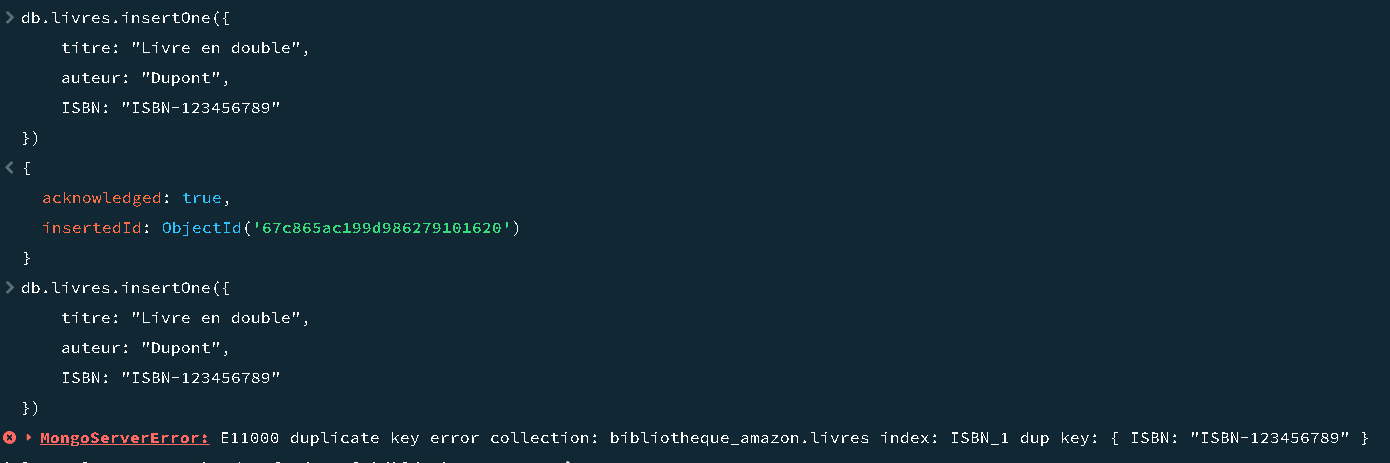 > db.livres.insertOne({
titre: "Livre en double",
auteur: "Dupont",
ISBN: "ISBN-123456789"
})
< {
acknowledged: true,
insertedId: ObjectId('67c865ac199d986279101620')
}
> db.livres.insertOne({
titre: "Livre en double",
auteur: "Dupont",
ISBN: "ISBN-123456789"
})
MongoServerError: E11000 duplicate key error collection: bibliotheque_amazon.livres index: ISBN_1 dup key: { ISBN: "ISBN-123456789" }